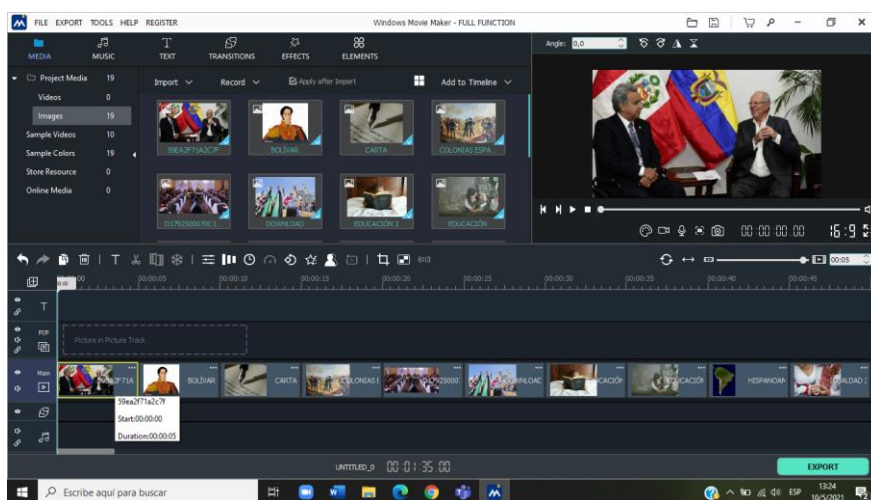 FILE EXPORT TOOLS HELP REGISTER
Windows Movie Maker - FULL FUNCTION
MEDIA MUSIC TEXT TRANSITIONS EFFECTS ELEMENTS
Angle: 0,0
Project Media 19
Videos 0
Images 19
Sample Videos 10
Sample Colors 19
Store Resource 0
Online Media 0
Import Record Apply after Import Add to Timeline
59EA2F71A2C7F BOLÍVAR CARTA COLONIAS ESPA...
D1792500070C1... DOWNLOAD EDUCACIÓN 2 EDUCACIÓN
00:00:00 00 16:9
00:05
00:00:05 00:00:10 00:00:15 00:00:20 00:00:25 00:00:30 00:00:35 00:00:40 00:00:45
T
PIP Picture in Picture Track
Main BOLÍVAR CARTA HISPANOAM
59ea2f71a2c7f
Start:00:00:00
Duration:00:00:05
UNTITLED_0 00:01:35.00
EXPORT
Escribe aquí para buscar
ESP
13:24
10/5/2021